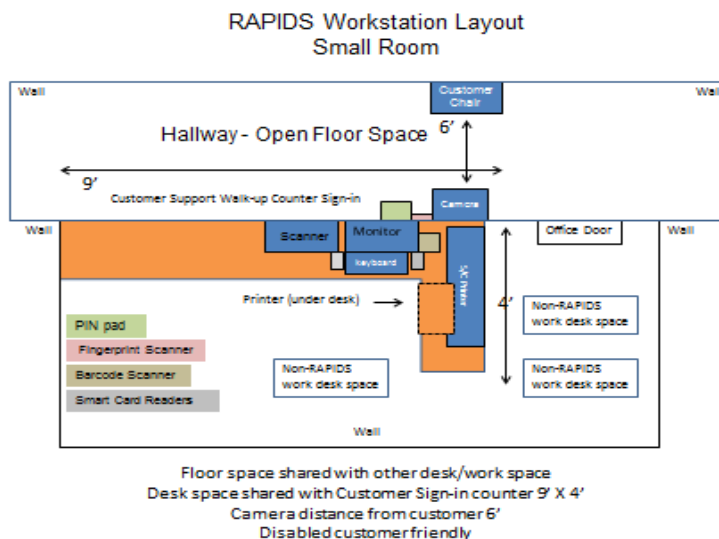 RAPIDS Workstation Layout
Small Room
Wall
Customer
Chair
Wall
Hallway - Open Floor Space
6’
9’
Customer Support Walk-up Counter Sign-in
Camera
Wall
Scanner
Monitor
Office Door
Wall
keyboard
S/C Printer
Printer (under desk)
4’
Non-RAPIDS
work desk space
PIN pad
Fingerprint Scanner
Barcode Scanner
Smart Card Readers
Non-RAPIDS
work desk space
Non-RAPIDS
work desk space
Wall
Floor space shared with other desk/work space
Desk space shared with Customer Sign-in counter 9’ X 4’
Camera distance from customer 6’
Disabled customer friendly